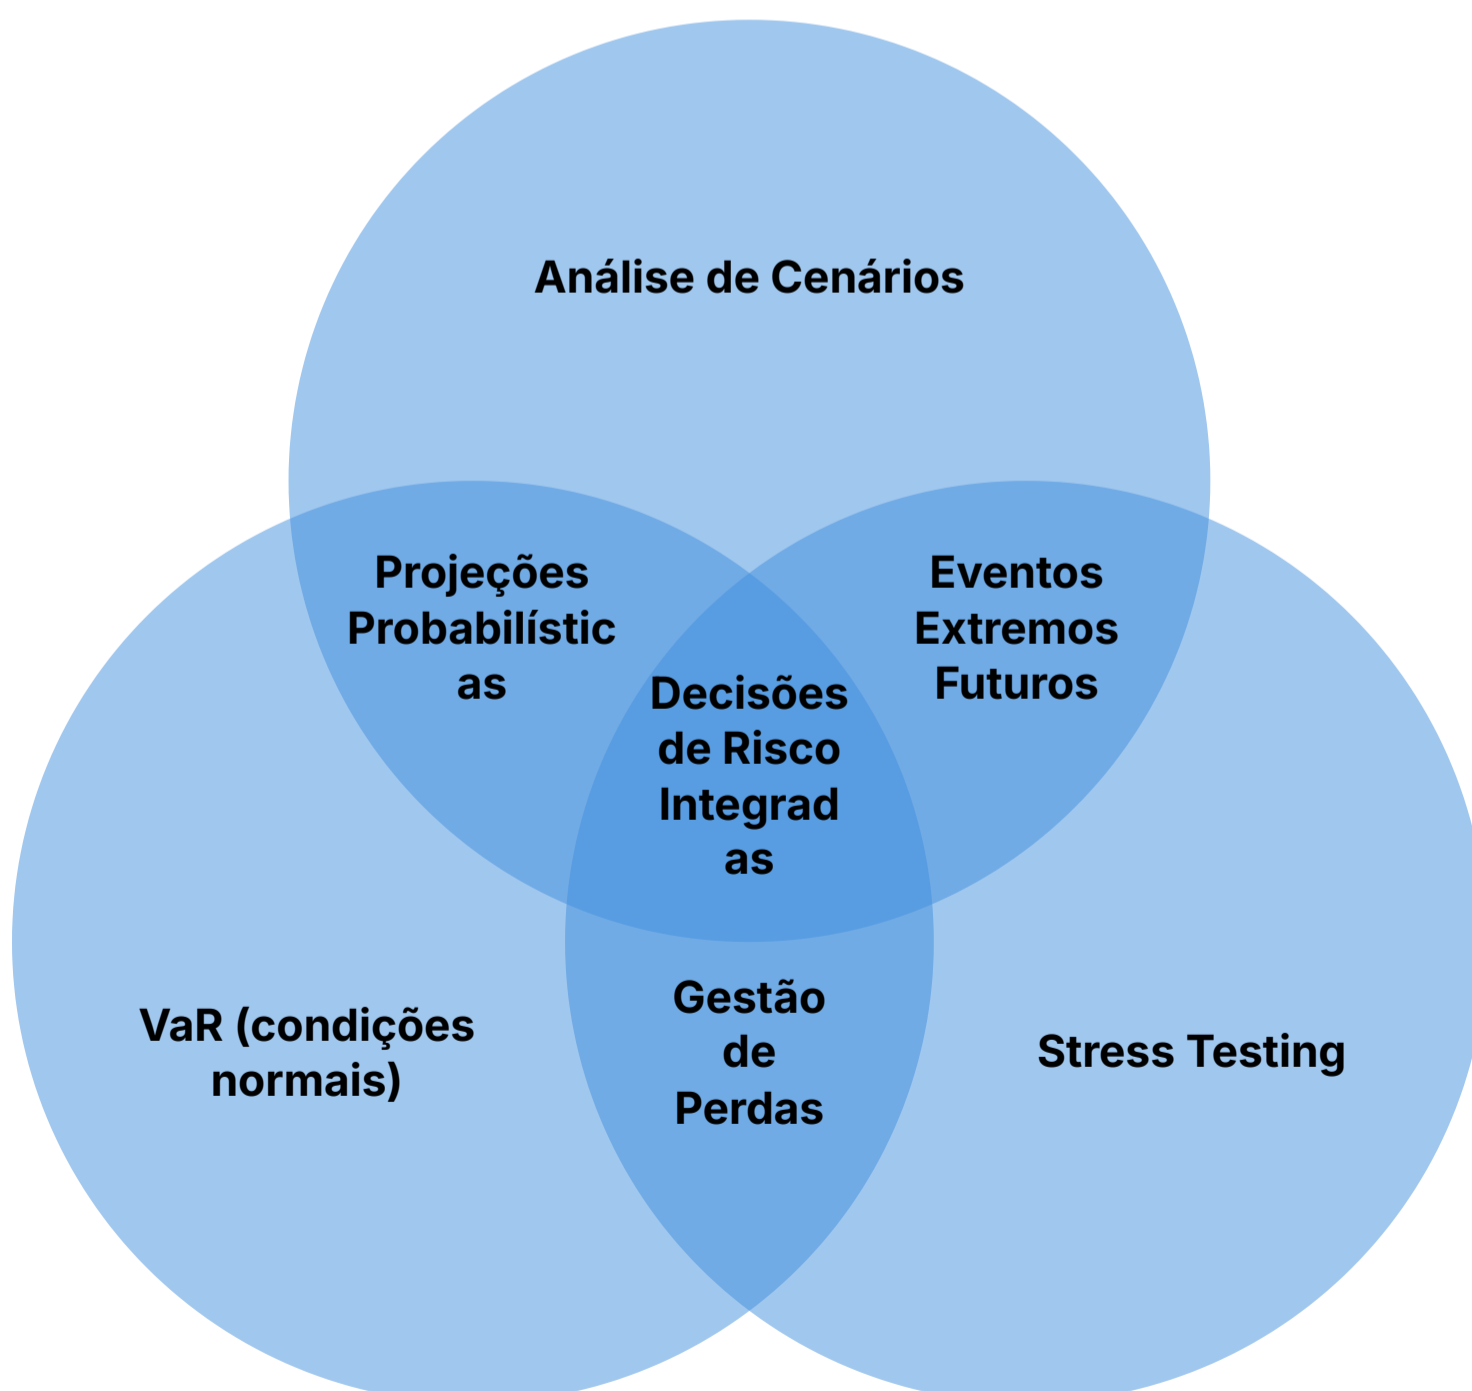 Análise de Cenários
Projeções
Probabilístic
as
Eventos
Extremos
Futuros
Decisões
de Risco
Integrad
as
VaR (condições
normais)
Gestão
de
Perdas
Stress Testing